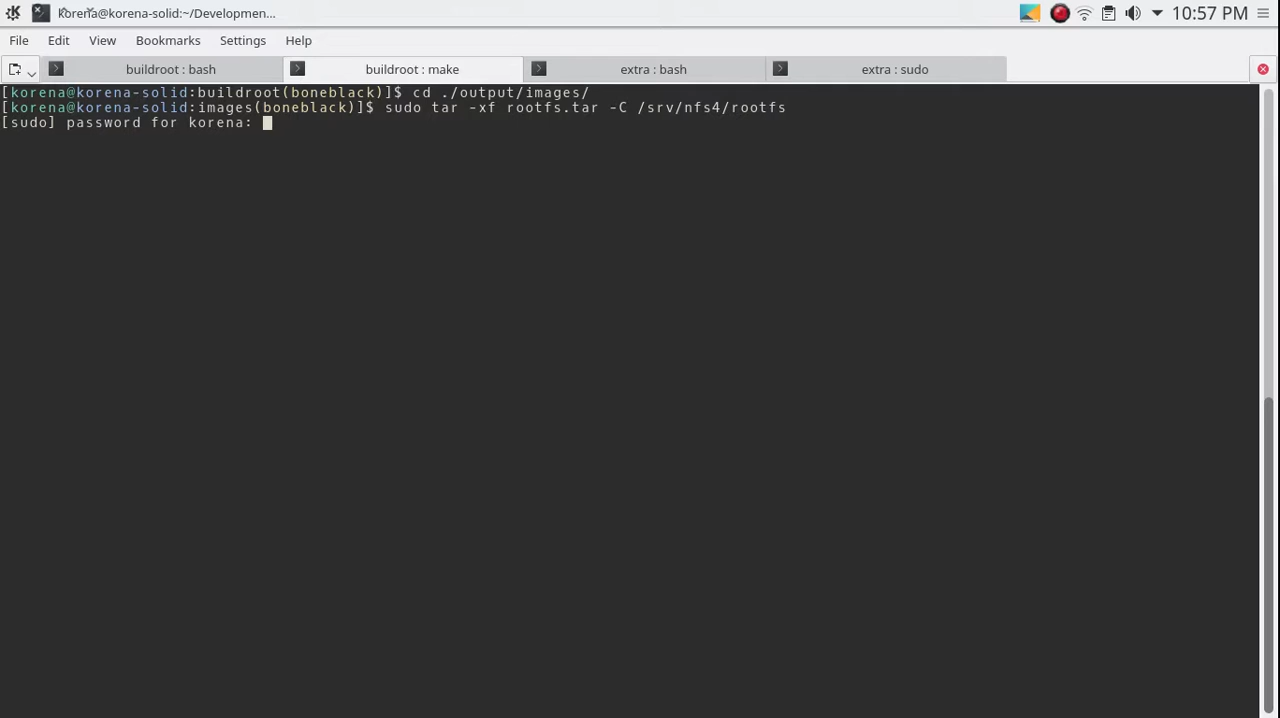 korena@korena-solid:~/Developmen...
10:57 PM
File Edit View Bookmarks Settings Help
buildroot : bash
buildroot : make
extra : bash
extra : sudo
[korena@korena-solid:buildroot(boneblack)]$ cd ./output/images/
[korena@korena-solid:images(boneblack)]$ sudo tar -xf rootfs.tar -C /srv/nfs4/rootfs
[sudo] password for korena: